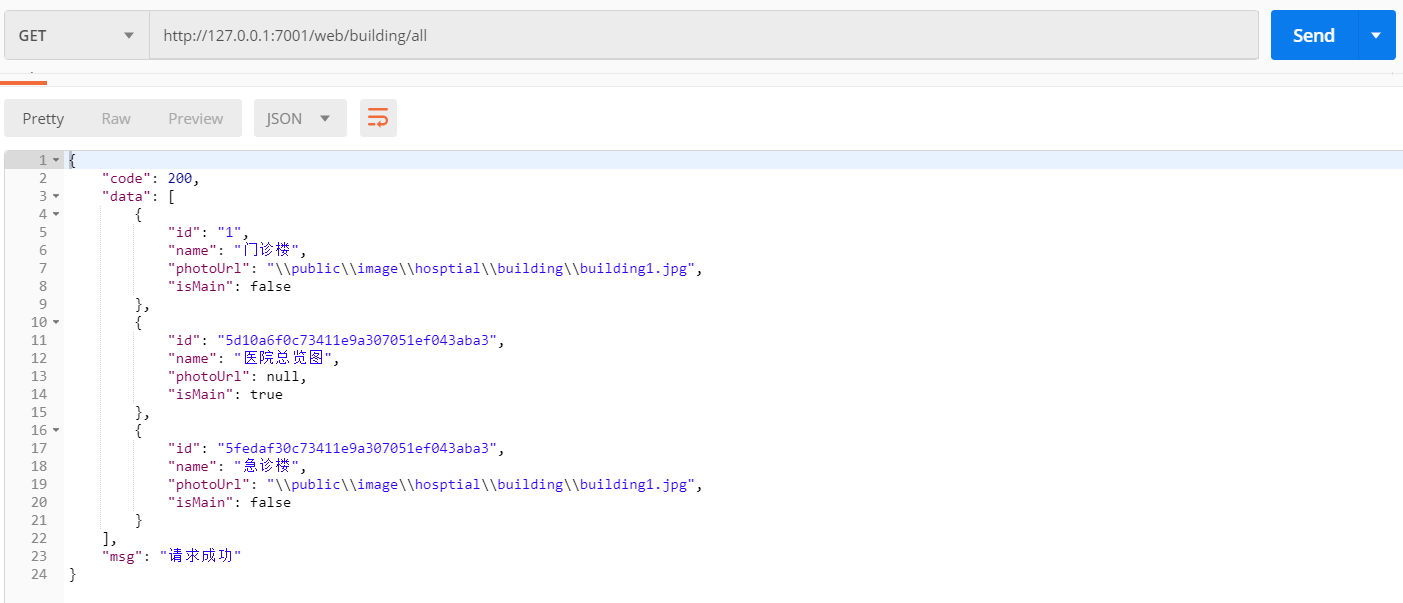 GET http://127.0.0.1:7001/web/building/all Send
Pretty Raw Preview JSON
1 {
2 "code": 200,
3 "data": [
4 {
5 "id": "1",
6 "name": "门诊楼",
7 "photoUrl": "\\public\\image\\hosptial\\building\\building1.jpg",
8 "isMain": false
9 },
10 {
11 "id": "5d10a6f0c73411e9a307051ef043aba3",
12 "name": "医院总览图",
13 "photoUrl": null,
14 "isMain": true
15 },
16 {
17 "id": "5fedaf30c73411e9a307051ef043aba3",
18 "name": "急诊楼",
19 "photoUrl": "\\public\\image\\hosptial\\building\\building1.jpg",
20 "isMain": false
21 }
22 ],
23 "msg": "请求成功"
24 }